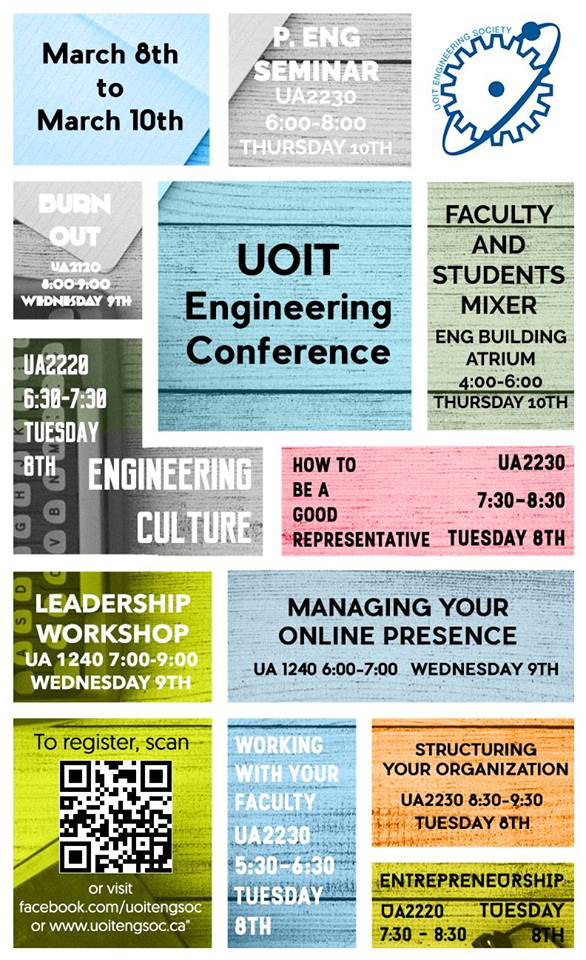 March 8th
to
March 10th
P. ENG
SEMINAR
UA2230
6:00-8:00
THURSDAY 10TH
UOIT ENGINEERING SOCIETY
BURN
OUT
UA2120
8:00-9:00
WEDNESDAY 9TH
UOIT
Engineering
Conference
FACULTY
AND
STUDENTS
MIXER
ENG BUILDING
ATRIUM
4:00-6:00
THURSDAY 10TH
UA2220
6:30-7:30
TUESDAY
8TH
ENGINEERING
CULTURE
HOW TO
BE A
GOOD
REPRESENTATIVE
UA2230
7:30-8:30
TUESDAY 8TH
LEADERSHIP
WORKSHOP
UA 1240 7:00-9:00
WEDNESDAY 9TH
MANAGING YOUR
ONLINE PRESENCE
UA 1240 6:00-7:00 WEDNESDAY 9TH
To register, scan
or visit
facebook.com/uoitengsoc
or www.uoitengsoc.ca"
WORKING
WITH YOUR
FACULTY
UA2230
5:30-6:30
TUESDAY
8TH
STRUCTURING
YOUR ORGANIZATION
UA2230 8:30-9:30
TUESDAY 8TH
ENTREPRENEURSHIP
UA2220 TUESDAY
7:30 - 8:30 8TH